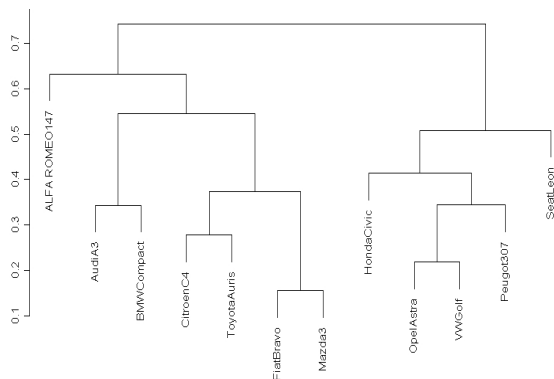 0.7
0.6
0.5
0.4
0.3
0.2
0.1
ALFA ROMEO147
AudiA3
BMWCompact
CitroenC4
ToyotaAuris
FiatBravo
Mazda3
HondaCivic
OpelAstra
VWGolf
Peugot307
SeatLeon